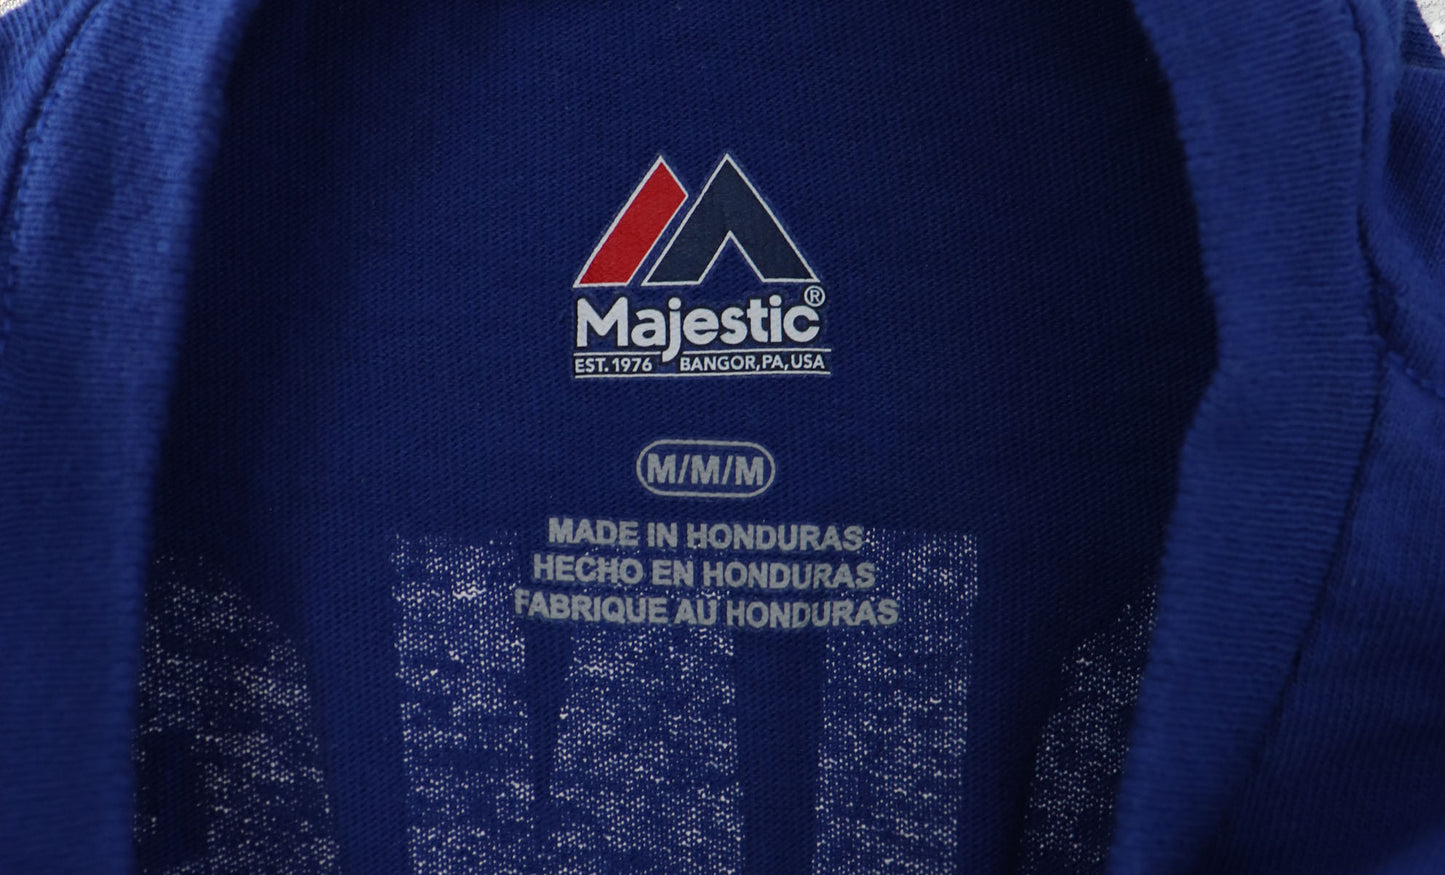 Majestic®
EST. 1976 BANGOR, PA, USA
M/M/M
MADE IN HONDURAS
HECHO EN HONDURAS
FABRIQUE AU HONDURAS